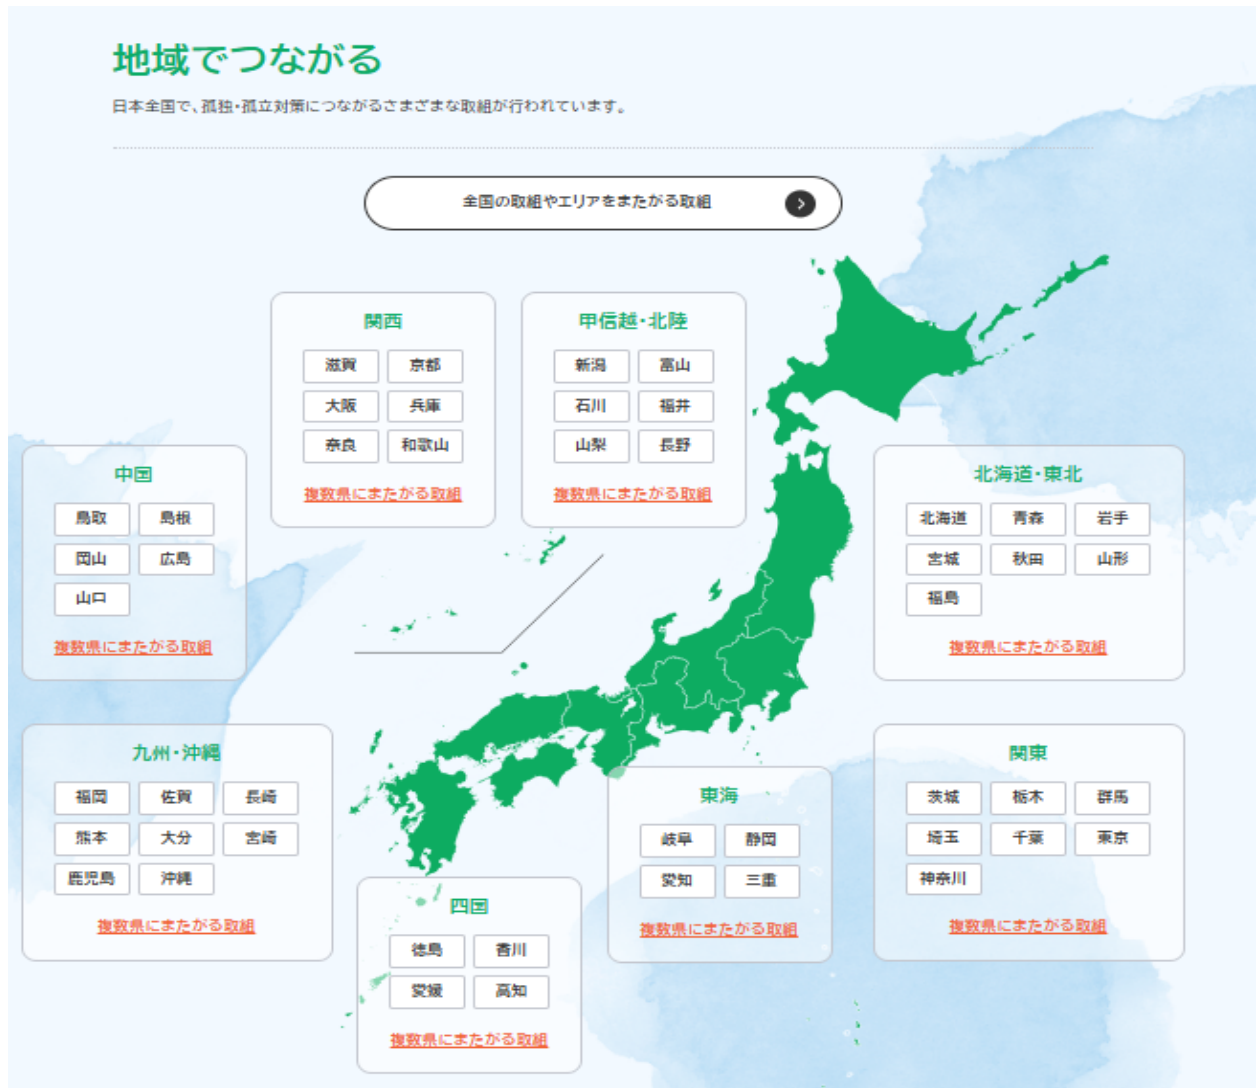 地域でつながる
日本全国で、孤独・孤立対策につながるさまざまな取組が行われています。
全国の取組やエリアをまたがる取組
関西
滋賀 京都
大阪 兵庫
奈良 和歌山
複数県にまたがる取組
甲信越・北陸
新潟 富山
石川 福井
山梨 長野
複数県にまたがる取組
中国
鳥取 島根
岡山 広島
山口
複数県にまたがる取組
北海道・東北
北海道 青森 岩手
宮城 秋田 山形
福島
複数県にまたがる取組
九州・沖縄
福岡 佐賀 長崎
熊本 大分 宮崎
鹿児島 沖縄
複数県にまたがる取組
四国
徳島 香川
愛媛 高知
複数県にまたがる取組
東海
岐阜 静岡
愛知 三重
複数県にまたがる取組
関東
茨城 栃木 群馬
埼玉 千葉 東京
神奈川
複数県にまたがる取組